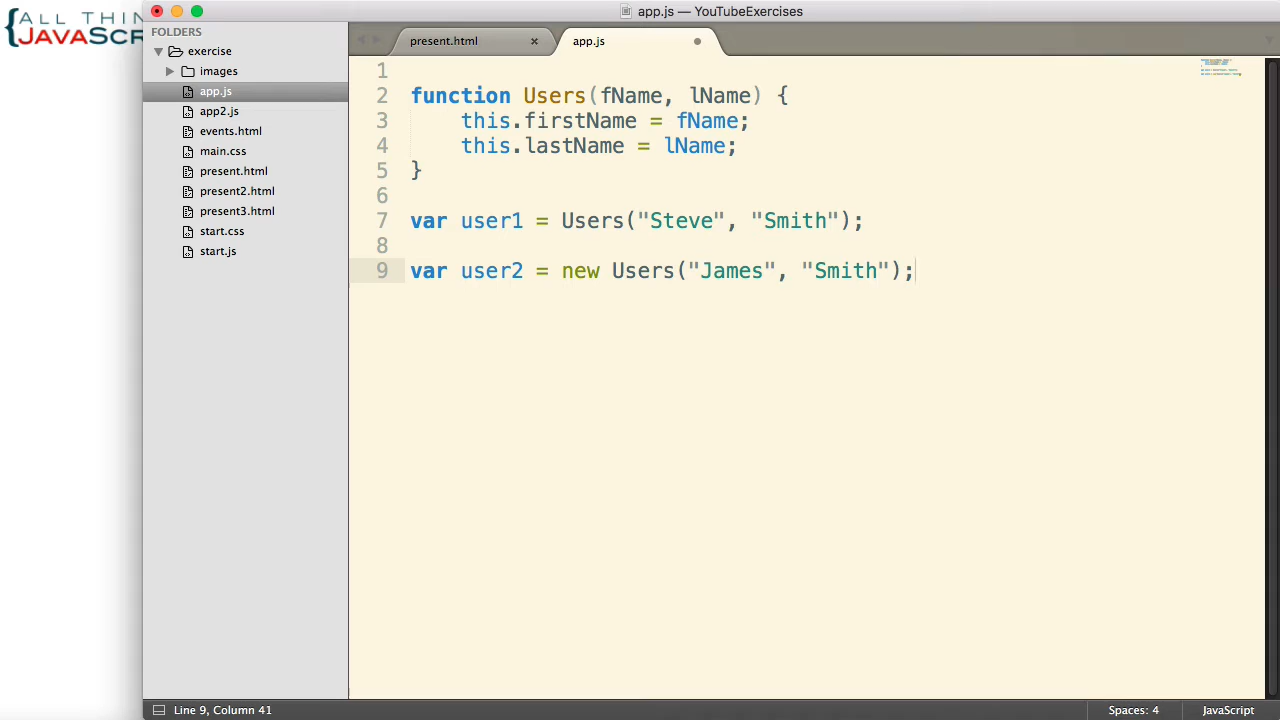 ALL THIN
JAVASCR
app.js — YouTubeExercises
FOLDERS
exercise
images
app.js
app2.js
events.html
main.css
present.html
present2.html
present3.html
start.css
start.js
present.html
app.js
1
2 function Users(fName, lName) {
3 this.firstName = fName;
4 this.lastName = lName;
5 }
6
7 var user1 = Users("Steve", "Smith");
8
9 var user2 = new Users("James", "Smith");
Line 9, Column 41
Spaces: 4
JavaScript